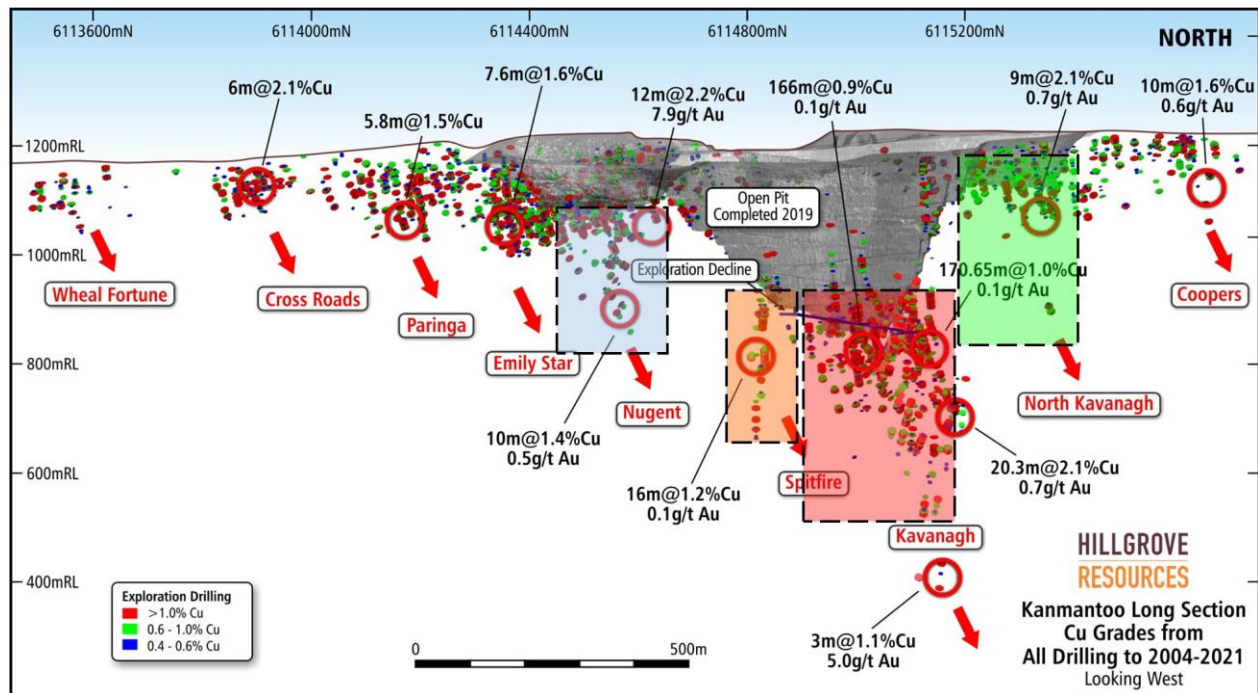 6113600mN
6114000mN
6114400mN
6114800mN
6115200mN
NORTH
6m@2.1%Cu
5.8m@1.5%Cu
7.6m@1.6%Cu
12m@2.2%Cu
7.9g/t Au
166m@0.9%Cu
0.1g/t Au
9m@2.1%Cu
0.7g/t Au
10m@1.6%Cu
0.6g/t Au
1200mRL
1000mRL
800mRL
600mRL
400mRL
Open Pit
Completed 2019
Exploration Decline
170.65m@1.0%Cu
0.1g/t Au
Wheal Fortune
Cross Roads
Paringa
Emily Star
Nugent
Spitfire
Kavanagh
North Kavanagh
Coopers
10m@1.4%Cu
0.5g/t Au
16m@1.2%Cu
0.1g/t Au
20.3m@2.1%Cu
0.7g/t Au
3m@1.1%Cu
5.0g/t Au
Exploration Drilling
>1.0% Cu
0.6 - 1.0% Cu
0.4 - 0.6% Cu
0
500m
HILLGROVE
RESOURCES
Kanmantoo Long Section
Cu Grades from
All Drilling to 2004-2021
Looking West